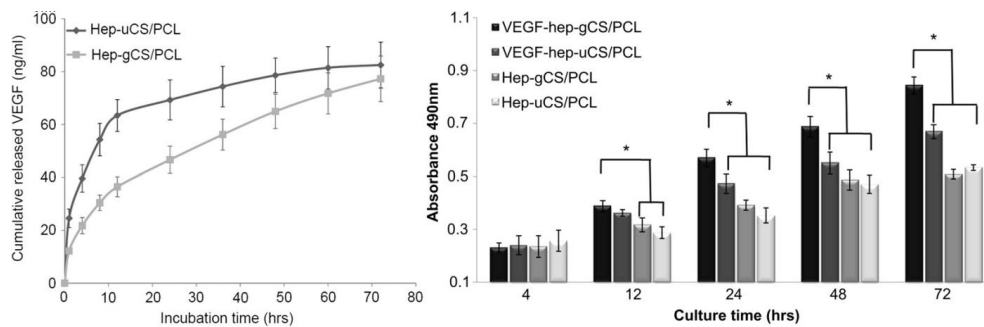 100
80
60
40
20
0
Cumulative released VEGF (ng/ml)
Hep-uCS/PCL
Hep-gCS/PCL
0 10 20 30 40 50 60 70 80
Incubation time (hrs)
1.1
0.9
0.7
0.5
0.3
0.1
Absorbance 490nm
VEGF-hep-gCS/PCL
VEGF-hep-uCS/PCL
Hep-gCS/PCL
Hep-uCS/PCL
*
*
*
*
4 12 24 48 72
Culture time (hrs)